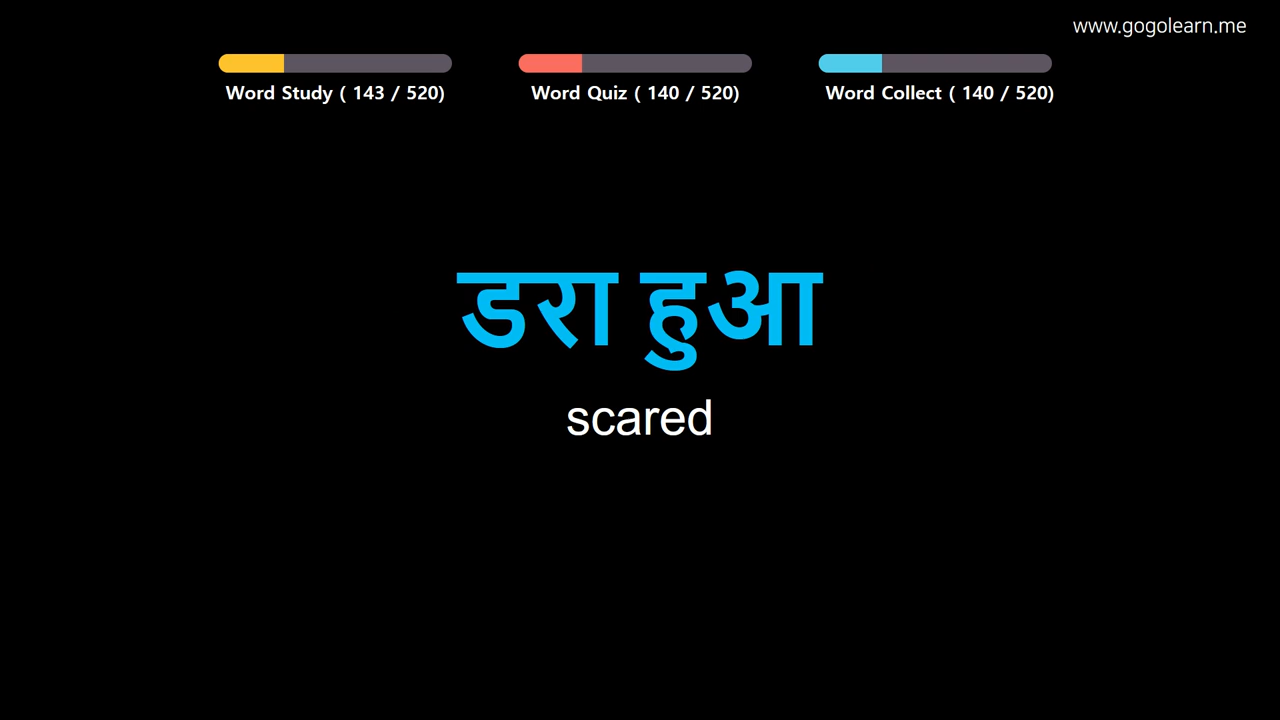 www.gogolearn.me
Word Study ( 143 / 520)
Word Quiz ( 140 / 520)
Word Collect ( 140 / 520)
डरा हुआ
scared